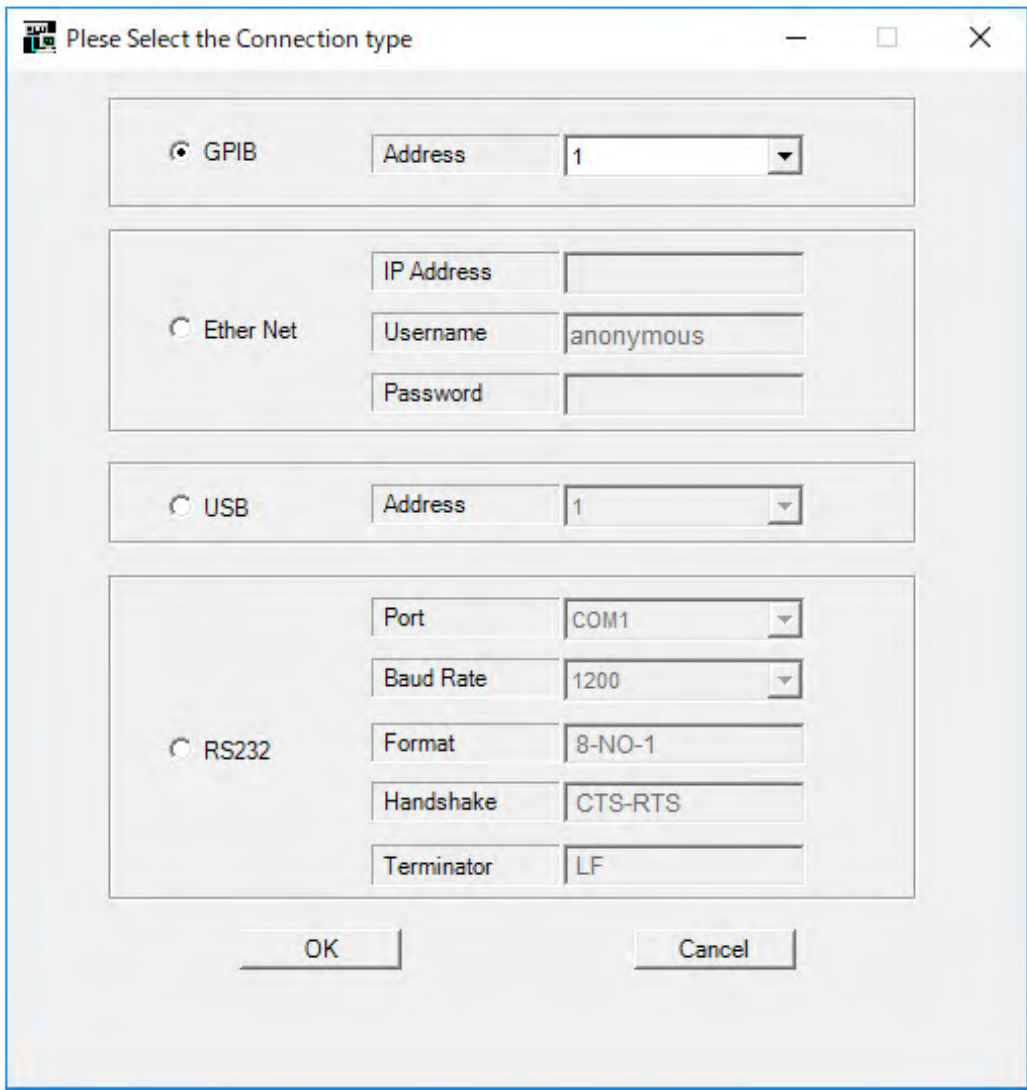 Plese Select the Connection type
GPIB Address 1
IP Address
Ether Net Username anonymous
Password
USB Address 1
Port COM1
Baud Rate 1200
RS232 Format 8-NO-1
Handshake CTS-RTS
Terminator LF
OK Cancel